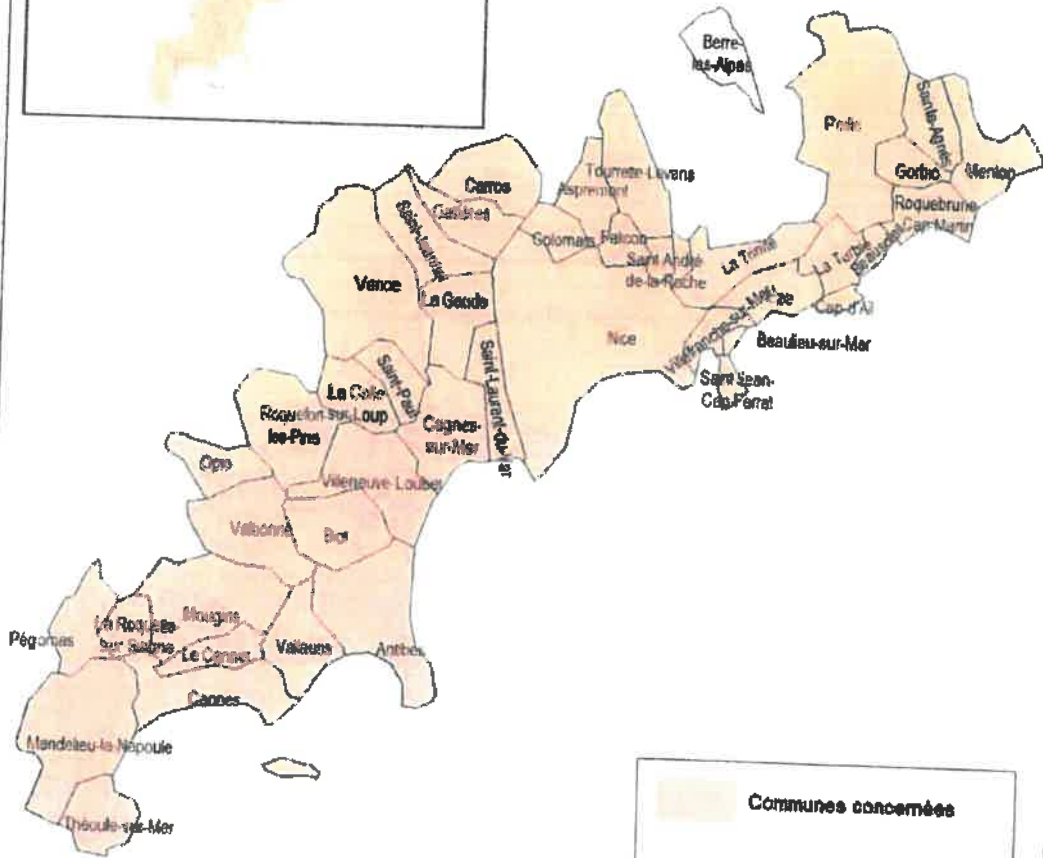 Berre-
les-Alpes
Peille
Sainte-Agnès
Gorbio
Menton
Roquebrune
Cap-Martin
Carros
Gattières
Tourrette-Levens
Aspremont
Colomars
Falicon
Saint André
de-la-Roche
La Trinité
La Turbie
Beausoleil
Cap-d'Ail
Saint-Jeannet
Vence
La Gaude
Nice
Villefranche-sur-Mer
Eze
Beaulieu-sur-Mer
Saint Jean-
Cap-Ferrat
Saint-Laurent-du-Var
Saint-Paul
La Colle
sur-Loup
Cagnes-
sur-Mer
Roquefort
les-Pins
Opio
Villeneuve-Loubet
Valbonne
Biot
Mougins
La Roquette
sur Siagne
Pégomas
Le Cannet
Vallauris
Antibes
Cannes
Mandelieu-la-Napoule
Théoule-sur-Mer
Communes concernées